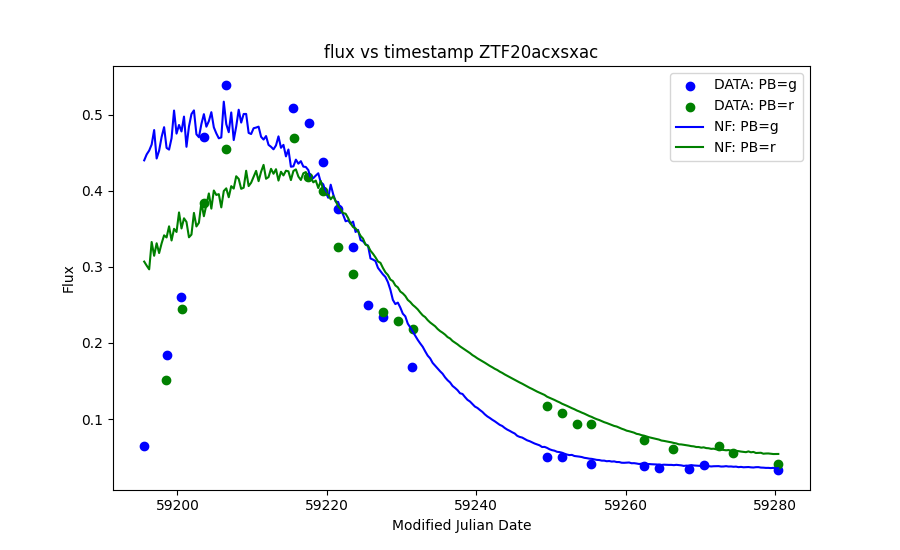 flux vs timestamp ZTF20acxsxac
DATA: PB=g
DATA: PB=r
NF: PB=g
NF: PB=r
0.5
0.4
0.3
0.2
0.1
Flux
59200
59220
59240
59260
59280
Modified Julian Date